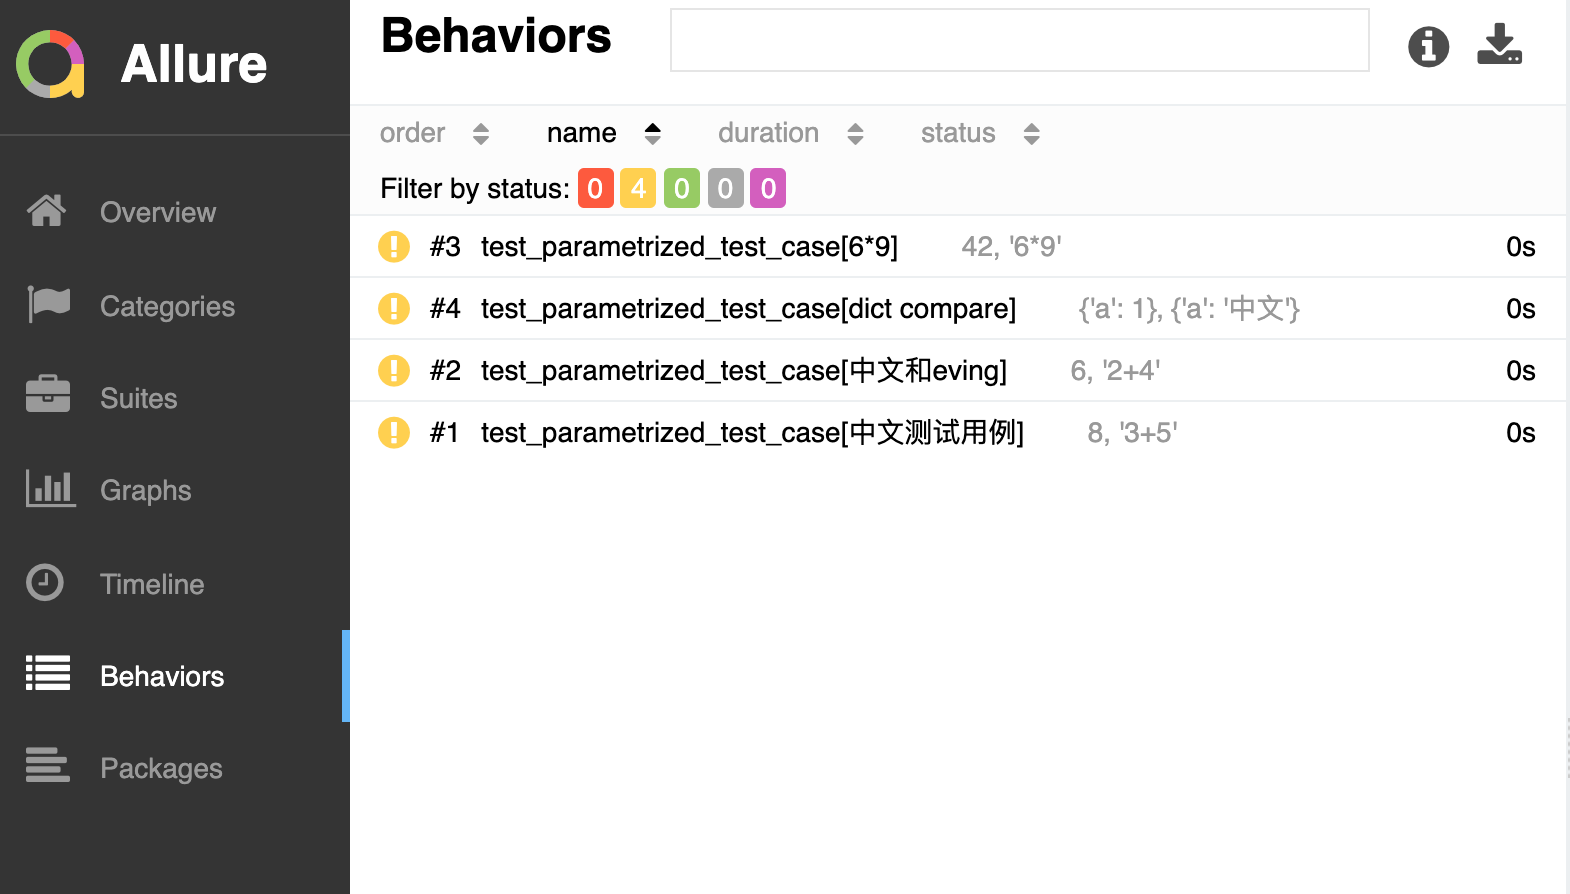 Allure
Overview
Categories
Suites
Graphs
Timeline
Behaviors
Packages
Behaviors
order name duration status
Filter by status: 0 4 0 0 0
#3 test_parametrized_test_case[6*9] 42, '6*9' 0s
#4 test_parametrized_test_case[dict compare] {'a': 1}, {'a': '中文'} 0s
#2 test_parametrized_test_case[中文和eving] 6, '2+4' 0s
#1 test_parametrized_test_case[中文测试用例] 8, '3+5' 0s